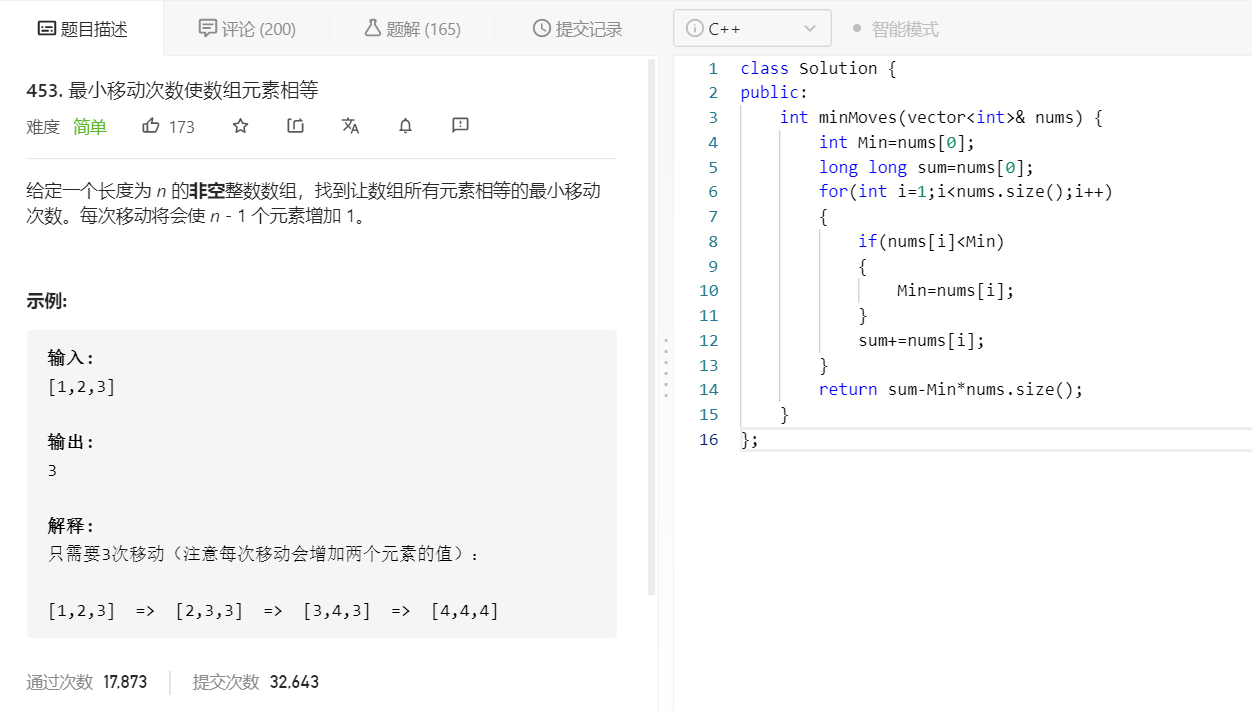 题目描述
评论 (200)
题解 (165)
提交记录
C++
智能模式
453. 最小移动次数使数组元素相等
难度 简单 173
给定一个长度为 n 的非空整数数组，找到让数组所有元素相等的最小移动
次数。每次移动将会使 n - 1 个元素增加 1。
示例:
输入:
[1,2,3]
输出:
3
解释:
只需要3次移动（注意每次移动会增加两个元素的值）:
[1,2,3]  =>  [2,3,3]  =>  [3,4,3]  =>  [4,4,4]
通过次数 17,873 提交次数 32,643
1 class Solution {
2 public:
3     int minMoves(vector<int>& nums) {
4         int Min=nums[0];
5         long long sum=nums[0];
6         for(int i=1;i<nums.size();i++)
7         {
8             if(nums[i]<Min)
9             {
10                Min=nums[i];
11            }
12            sum+=nums[i];
13        }
14        return sum-Min*nums.size();
15    }
16 };